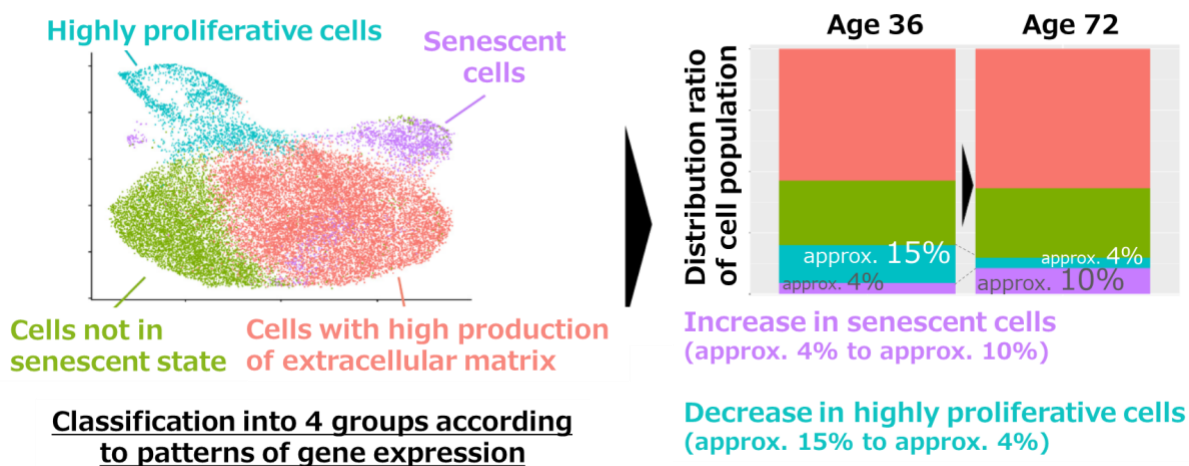 Highly proliferative cells
Senescent
cells
Cells not in
senescent state
Cells with high production
of extracellular matrix
Classification into 4 groups according
to patterns of gene expression
Age 36
Age 72
Distribution ratio
of cell population
approx. 15%
approx. 4%
approx. 4%
approx. 10%
Increase in senescent cells
(approx. 4% to approx. 10%)
Decrease in highly proliferative cells
(approx. 15% to approx. 4%)